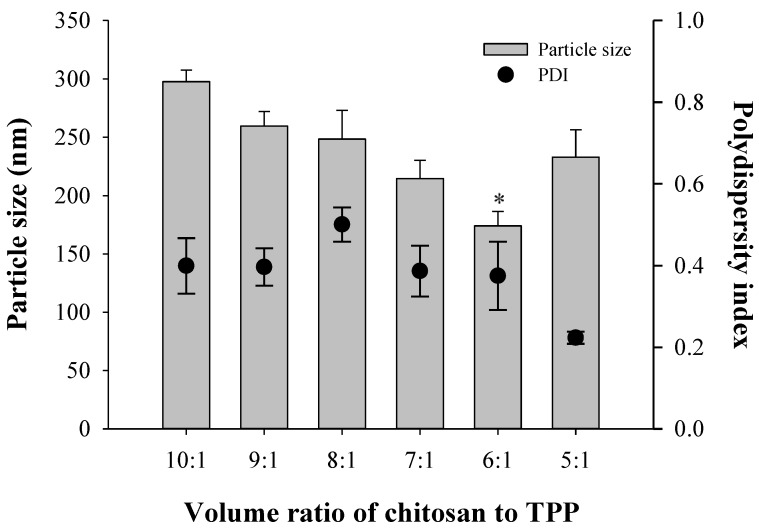 350
300
250
200
150
100
50
0
Particle size (nm)
Particle size
PDI
*
1.0
0.8
0.6
0.4
0.2
0.0
Polydispersity index
10:1 9:1 8:1 7:1 6:1 5:1
Volume ratio of chitosan to TPP